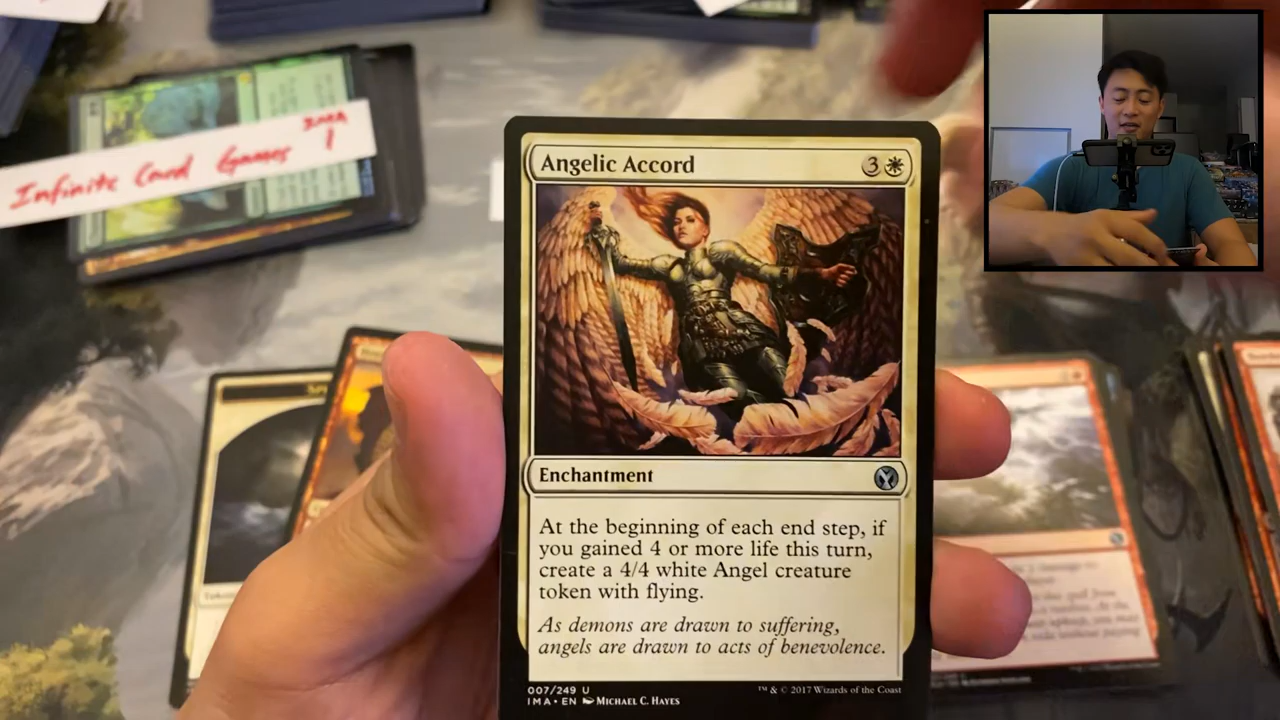 Infinite Card Games
Angelic Accord
3
Enchantment
At the beginning of each end step, if
you gained 4 or more life this turn,
create a 4/4 white Angel creature
token with flying.
As demons are drawn to suffering,
angels are drawn to acts of benevolence.
007/249 U
IMA • EN Michael C. Hayes
™ & © 2017 Wizards of the Coast